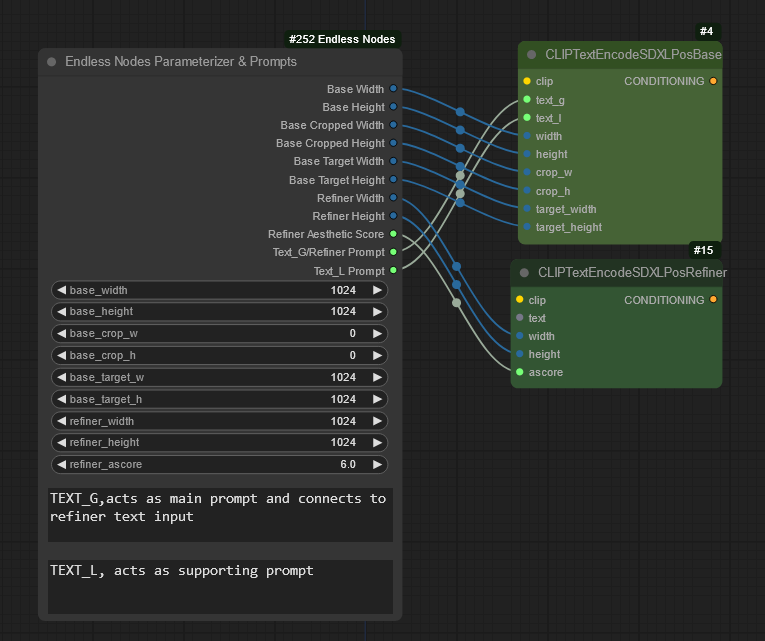 #252 Endless Nodes
Endless Nodes Parameterizer & Prompts
Base Width
Base Height
Base Cropped Width
Base Cropped Height
Base Target Width
Base Target Height
Refiner Width
Refiner Height
Refiner Aesthetic Score
Text_G/Refiner Prompt
Text_L Prompt
base_width 1024
base_height 1024
base_crop_w 0
base_crop_h 0
base_target_w 1024
base_target_h 1024
refiner_width 1024
refiner_height 1024
refiner_ascore 6.0
TEXT_G,acts as main prompt and connects to
refiner text input
TEXT_L, acts as supporting prompt
#4
CLIPTextEncodeSDXLPosBase
clip CONDITIONING
text_g
text_l
width
height
crop_w
crop_h
target_width
target_height
#15
CLIPTextEncodeSDXLPosRefiner
clip CONDITIONING
text
width
height
ascore